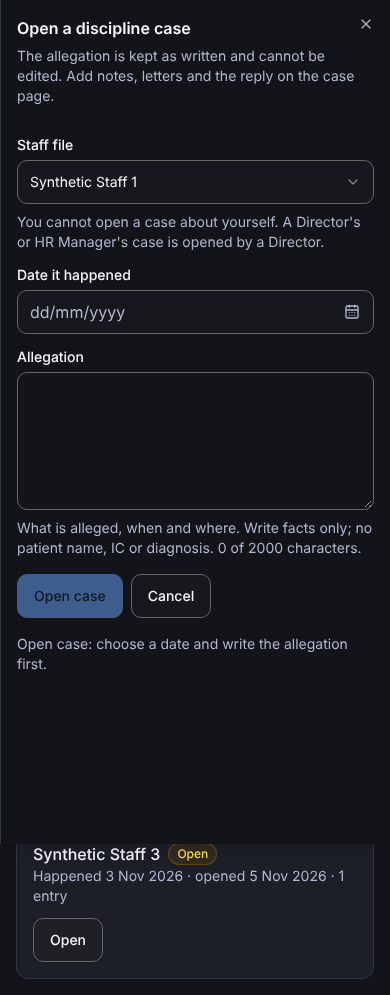 Open a discipline case
The allegation is kept as written and cannot be
edited. Add notes, letters and the reply on the case
page.
Staff file
Synthetic Staff 1
You cannot open a case about yourself. A Director's
or HR Manager's case is opened by a Director.
Date it happened
dd/mm/yyyy
Allegation
What is alleged, when and where. Write facts only; no
patient name, IC or diagnosis. 0 of 2000 characters.
Open case
Cancel
Open case: choose a date and write the allegation
first.
Synthetic Staff 3 Open
Happened 3 Nov 2026 · opened 5 Nov 2026 · 1
entry
Open